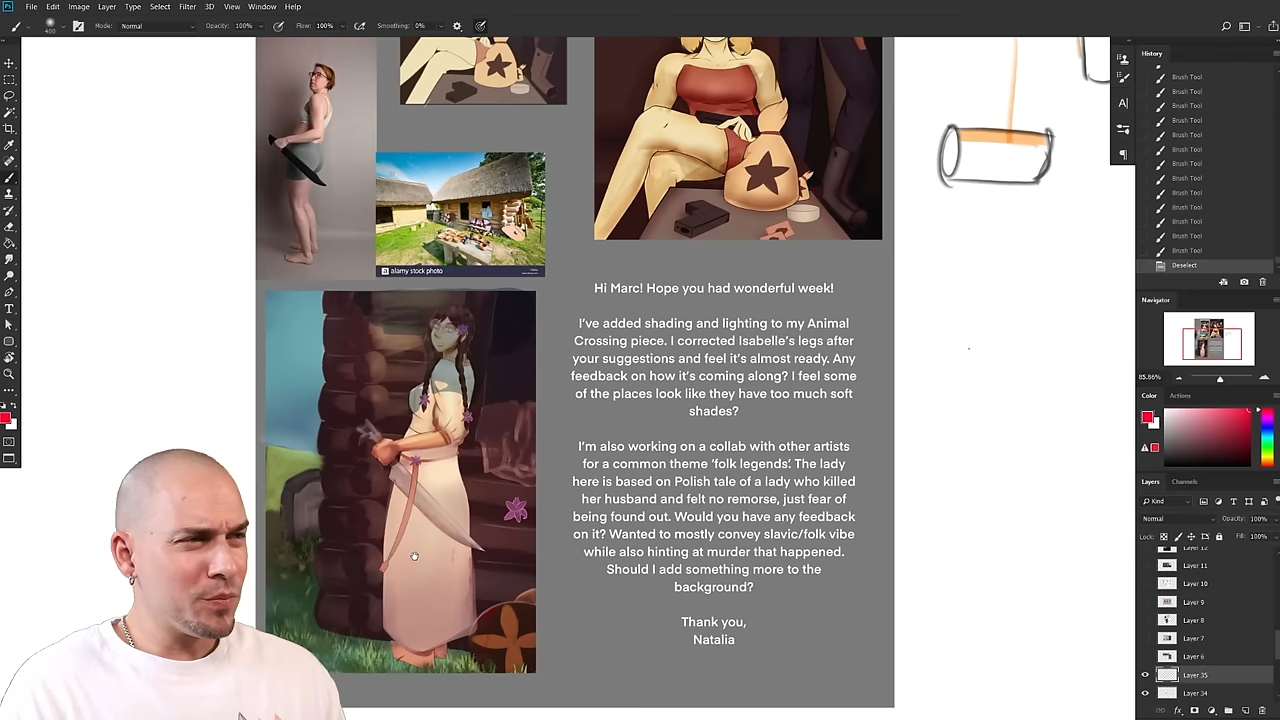 File Edit Image Layer Type Select Filter 3D View Window Help
400 Mode: Normal Opacity: 100% Flow: 100% Smoothing: 0%
History
Brush Tool
Brush Tool
Brush Tool
Brush Tool
Brush Tool
Brush Tool
Brush Tool
Brush Tool
Brush Tool
Brush Tool
Brush Tool
Brush Tool
Brush Tool
Deselect
Navigator
85.86%
Color Actions
Layers Channels
Kind
Normal Opacity: 100%
Lock: Fill: 100%
Layer 12
Layer 11
Layer 10
Layer 9
Layer 8
Layer 7
Layer 6
Layer 35
Layer 34
a alamy stock photo
Hi Marc! Hope you had wonderful week!
I've added shading and lighting to my Animal
Crossing piece. I corrected Isabelle's legs after
your suggestions and feel it's almost ready. Any
feedback on how it's coming along? I feel some
of the places look like they have too much soft
shades?
I'm also working on a collab with other artists
for a common theme 'folk legends'. The lady
here is based on Polish tale of a lady who killed
her husband and felt no remorse, just fear of
being found out. Would you have any feedback
on it? Wanted to mostly convey slavic/folk vibe
while also hinting at murder that happened.
Should I add something more to the
background?
Thank you,
Natalia